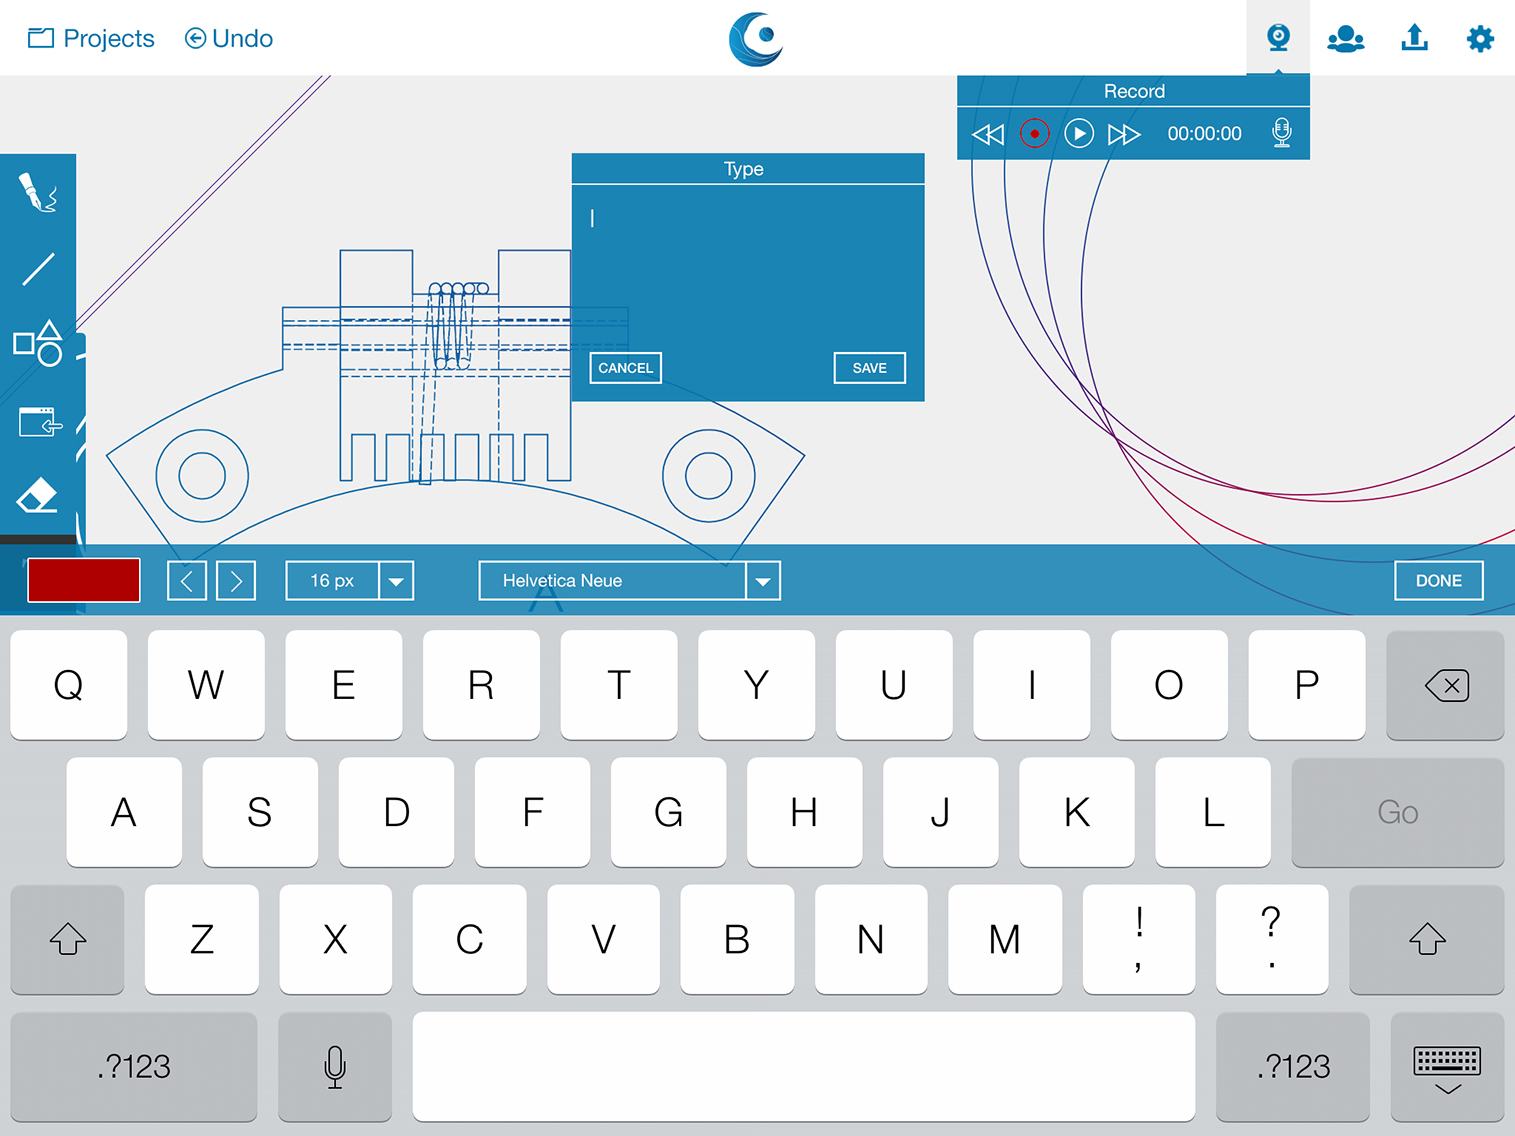 Projects
Undo
Record
00:00:00
Type
CANCEL
SAVE
16 px
Helvetica Neue
DONE
A
Q W E R T Y U I O P
A S D F G H J K L Go
Z X C V B N M ! , ? .
.?123 .?123